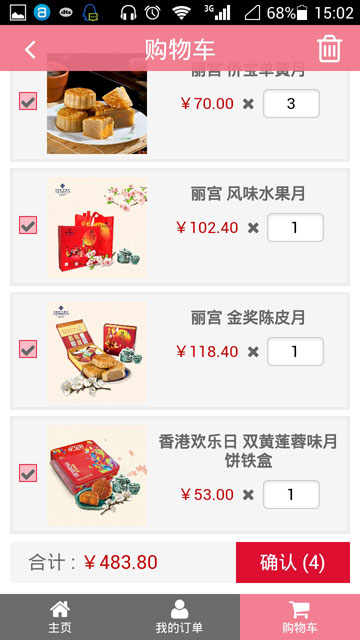 3G 68% 15:02
购物车
丽宫 侨宝单黄月
￥70.00 ✖ 3
丽宫 风味水果月
￥102.40 ✖ 1
丽宫 金奖陈皮月
￥118.40 ✖ 1
香港欢乐日 双黄莲蓉味月
饼铁盒
￥53.00 ✖ 1
合计：￥483.80 确认 (4)
主页 我的订单 购物车